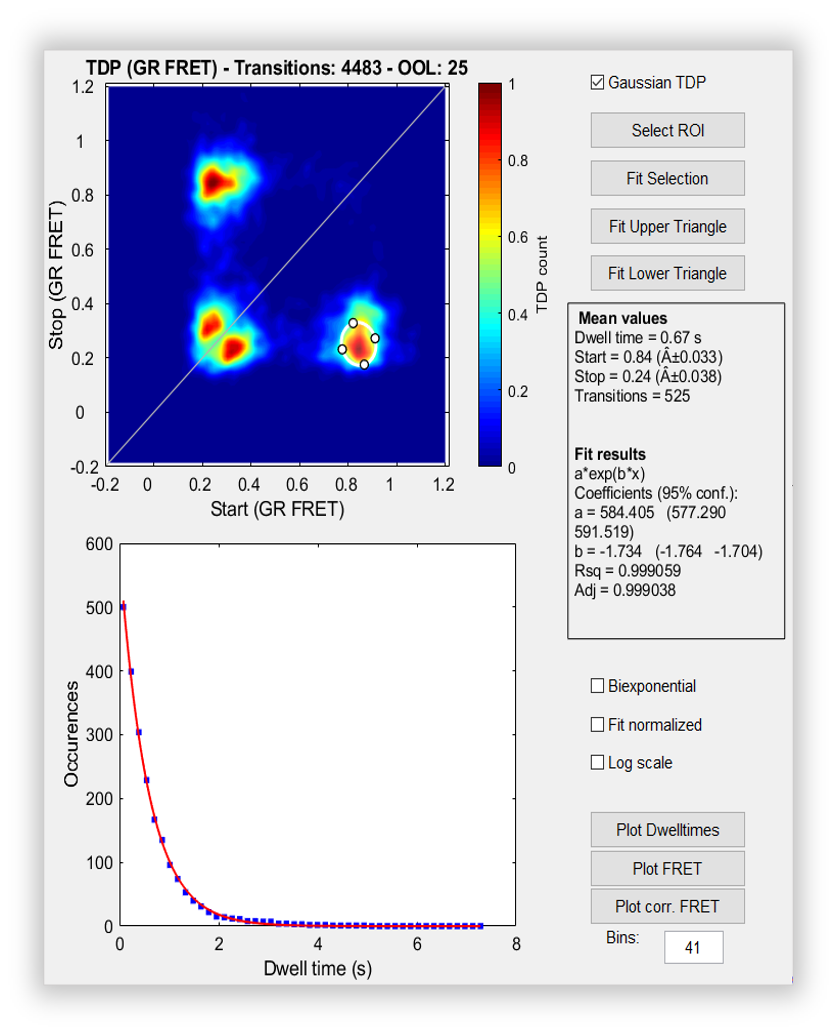 TDP (GR FRET) - Transitions: 4483 - OOL: 25
1.2
1
0.8
0.6
0.4
0.2
0
-0.2
Stop (GR FRET)
-0.2 0 0.2 0.4 0.6 0.8 1 1.2
Start (GR FRET)
1
0.8
0.6
0.4
0.2
0
TDP count
Gaussian TDP
Select ROI
Fit Selection
Fit Upper Triangle
Fit Lower Triangle
Mean values
Dwell time = 0.67 s
Start = 0.84 (Â±0.033)
Stop = 0.24 (Â±0.038)
Transitions = 525
Fit results
a*exp(b*x)
Coefficients (95% conf.):
a = 584.405 (577.290
591.519)
b = -1.734 (-1.764 -1.704)
Rsq = 0.999059
Adj = 0.999038
600
500
400
300
200
100
0
Occurences
0 2 4 6 8
Dwell time (s)
Biexponential
Fit normalized
Log scale
Plot Dwelltimes
Plot FRET
Plot corr. FRET
Bins: 41